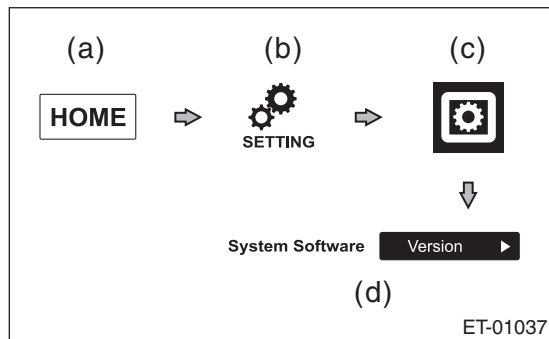 (a) (b) (c)
HOME
SETTING
System Software Version
(d)
ET-01037